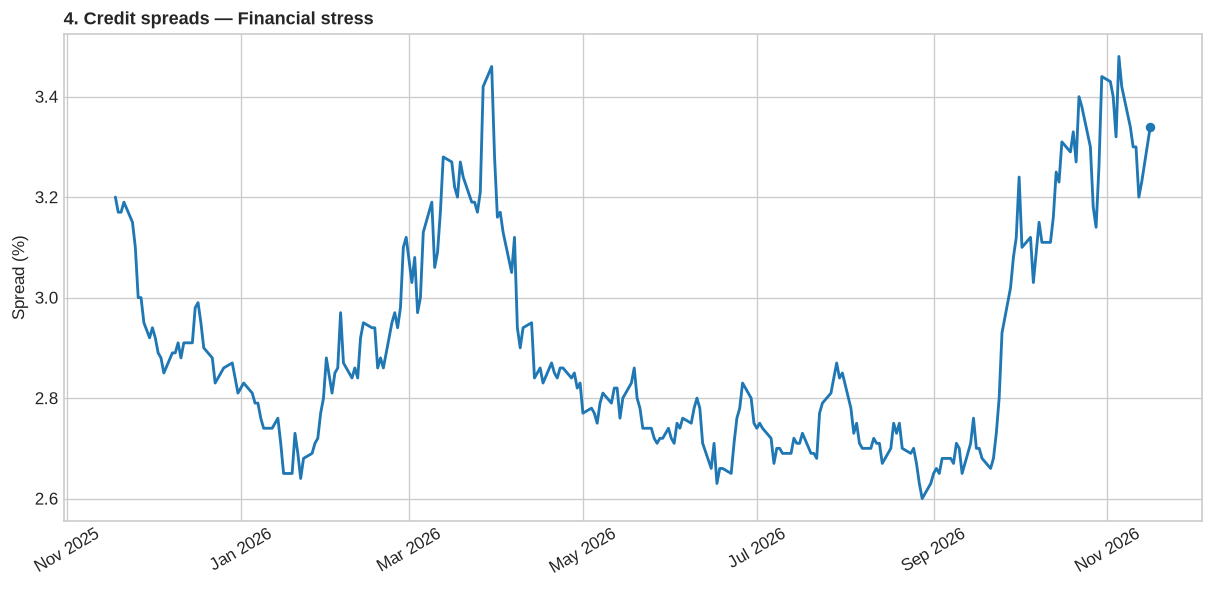 4. Credit spreads — Financial stress
Spread (%)
3.4
3.2
3.0
2.8
2.6
Nov 2025
Jan 2026
Mar 2026
May 2026
Jul 2026
Sep 2026
Nov 2026